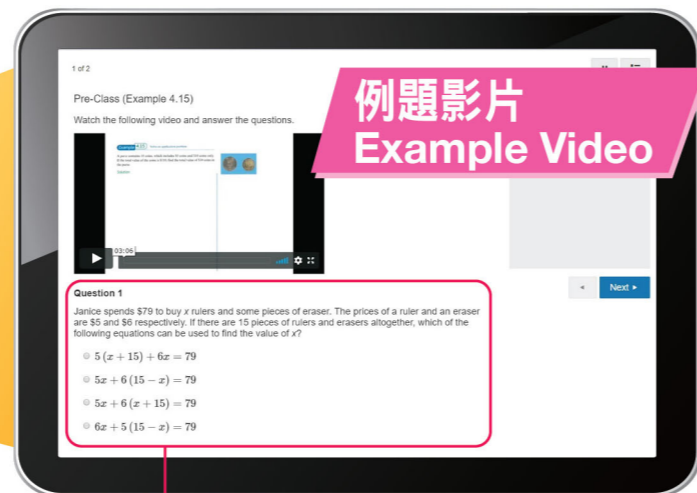 1 of 2
例題影片
Example Video
Pre-Class (Example 4.15)
Watch the following video and answer the questions.
03:06
Question 1
Janice spends $79 to buy x rulers and some pieces of eraser. The prices of a ruler and an eraser
are $5 and $6 respectively. If there are 15 pieces of rulers and erasers altogether, which of the
following equations can be used to find the value of x?
5 (x + 15) + 6x = 79
5x + 6 (15 − x) = 79
5x + 6 (x + 15) = 79
6x + 5 (15 − x) = 79
Next